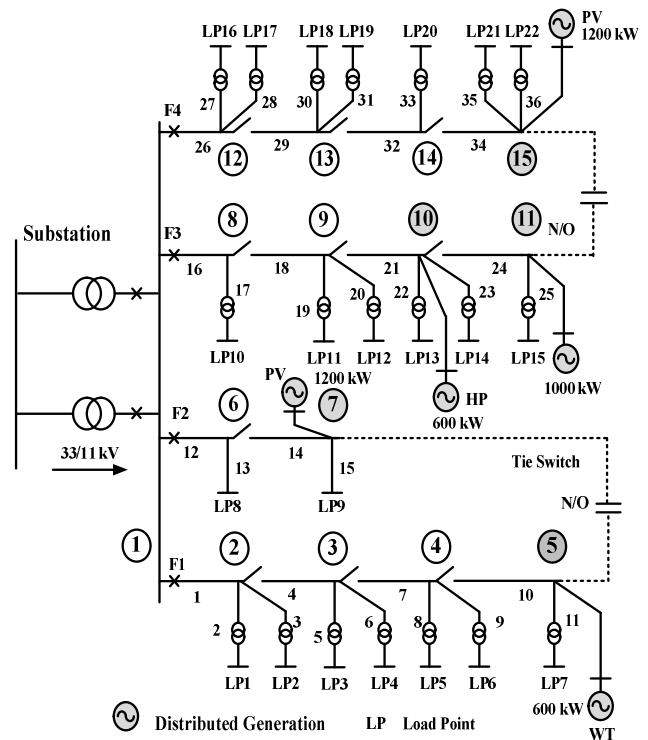 LP16 LP17 LP18 LP19 LP20 LP21 LP22 PV
1200 kW
27 28 30 31 33 35 36
F4
26 29 32 34
12 13 14 15
8 9 10 11
Substation
F3 N/O
16 18 21 24
17 19 20 22 23 25
LP10 LP11 LP12 LP13 LP14 LP15
PV 1200 kW HP 1000 kW
6 7 600 kW
F2
33/11 kV 12 14
13 15 Tie Switch
LP8 LP9
N/O
1 2 3 4 5
F1
1 4 7 10
2 3 5 6 8 9 11
LP1 LP2 LP3 LP4 LP5 LP6 LP7
600 kW
WT
Distributed Generation LP Load Point